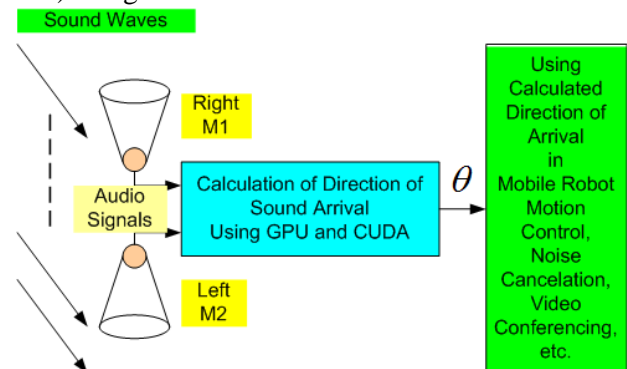 Sound Waves
Right
M1
Audio
Signals
Calculation of Direction of
Sound Arrival
Using GPU and CUDA
θ
Left
M2
Using
Calculated
Direction of
Arrival
in
Mobile Robot
Motion
Control,
Noise
Cancelation,
Video
Conferencing,
etc.